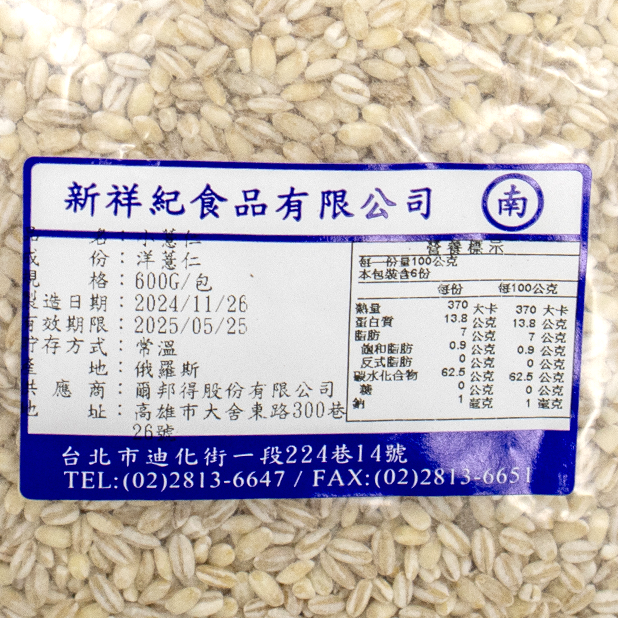 新祥紀食品有限公司 南
品　名：小薏仁
成　份：洋薏仁
規　格：600G/包
製造日期：2024/11/26
有效期限：2025/05/25
貯存方式：常溫
產　地：俄羅斯
供應商：爾邦得股份有限公司
地　址：高雄市大舍東路300巷
26號
營養標示
每一份量100公克
本包裝含6份
每份 每100公克
熱量 370 大卡 370 大卡
蛋白質 13.8 公克 13.8 公克
脂肪 7 公克 7 公克
飽和脂肪 0.9 公克 0.9 公克
反式脂肪 0 公克 0 公克
碳水化合物 62.5 公克 62.5 公克
糖 0 公克 0 公克
鈉 1 毫克 1 毫克
台北市迪化街一段224巷14號
TEL:(02)2813-6647 / FAX:(02)2813-6651